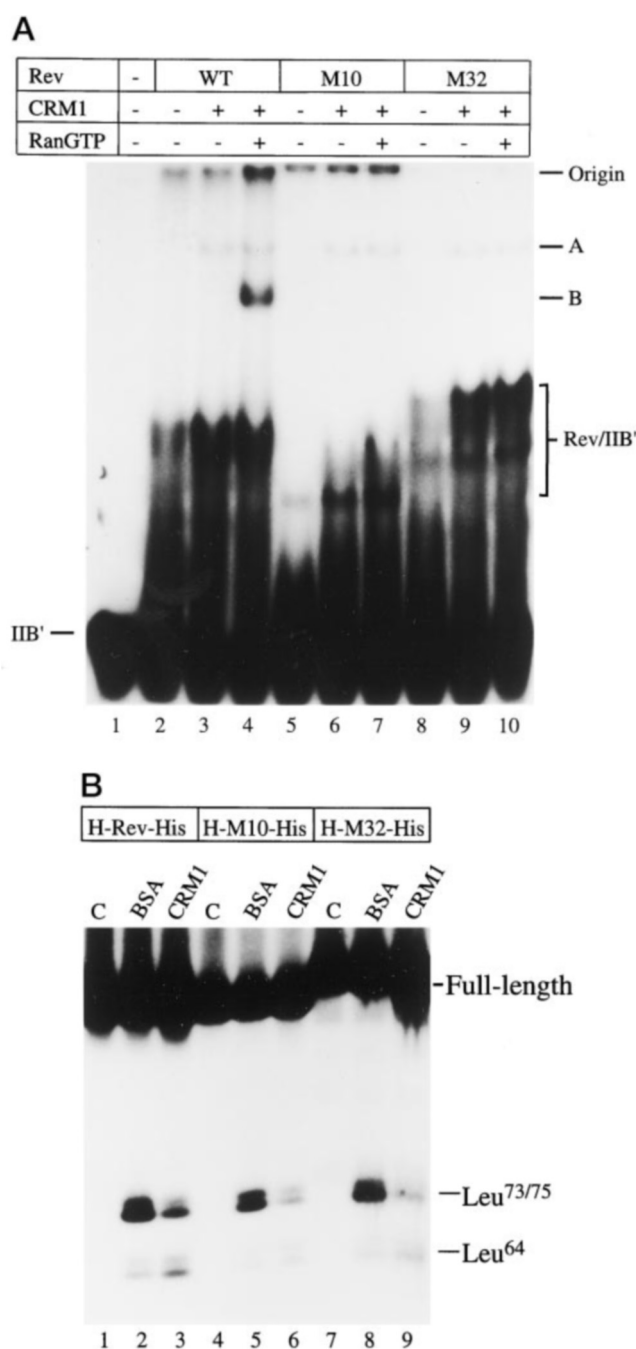 A
Rev - WT M10 M32
CRM1 - - + + - + + - + +
RanGTP - - - + - - + - - +
Origin
A
B
Rev/IIB'
IIB'
1 2 3 4 5 6 7 8 9 10
B
H-Rev-His H-M10-His H-M32-His
C BSA CRM1 C BSA CRM1 C BSA CRM1
Full-length
Leu73/75
Leu64
1 2 3 4 5 6 7 8 9